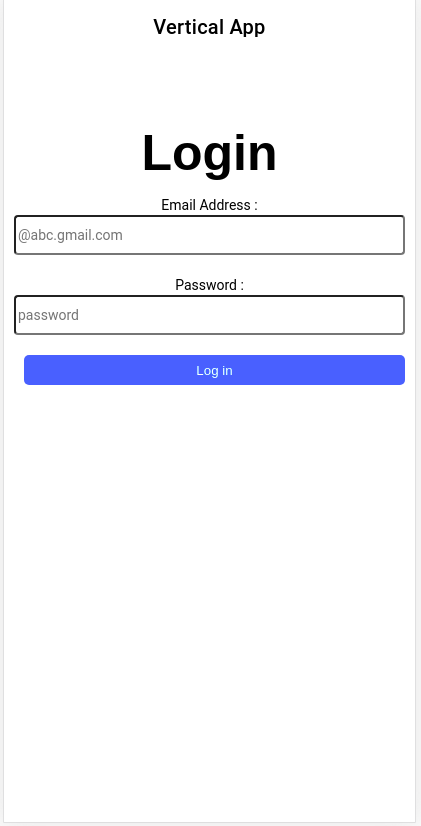 Vertical App
Login
Email Address :
@abc.gmail.com
Password :
password
Log in